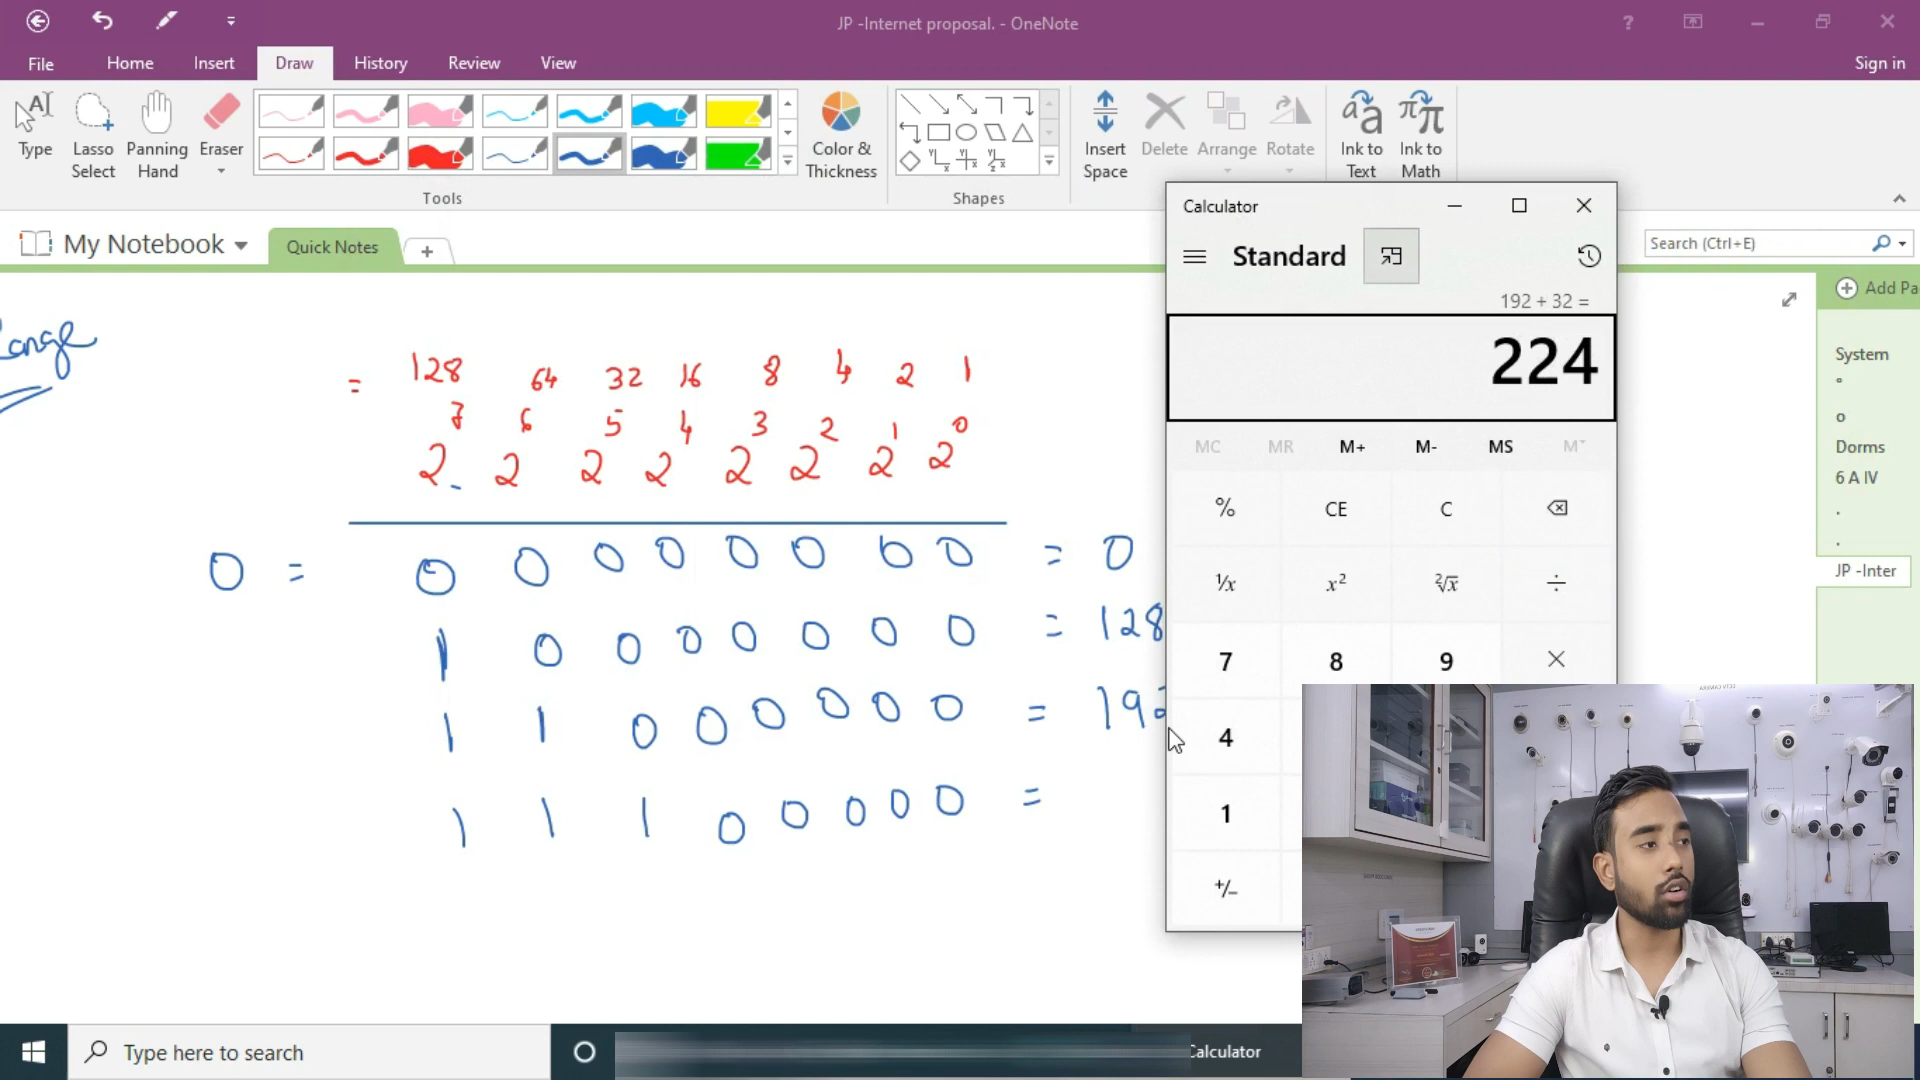 JP -Internet proposal. - OneNote
?
File Home Insert Draw History Review View
Sign in
Type
Lasso Select
Panning Hand
Eraser
Color & Thickness
Insert Space
Delete
Arrange
Rotate
Ink to Text
Ink to Math
Tools
Shapes
My Notebook
Quick Notes
+
Search (Ctrl+E)
Add Pa
System
Dorms
6 A IV
JP -Inter
= 128 64 32 16 8 4 2 1
2^7 2^6 2^5 2^4 2^3 2^2 2^1 2^0
0 = 0 0 0 0 0 0 0 0 = 0
1 0 0 0 0 0 0 0 = 128
1 1 0 0 0 0 0 0 = 192
1 1 1 0 0 0 0 0 =
Calculator
Standard
192 + 32 =
224
MC MR M+ M- MS M˅
% CE C
1/x x² ²√x ÷
7 8 9 ×
4
1
+/-
Type here to search
Calculator